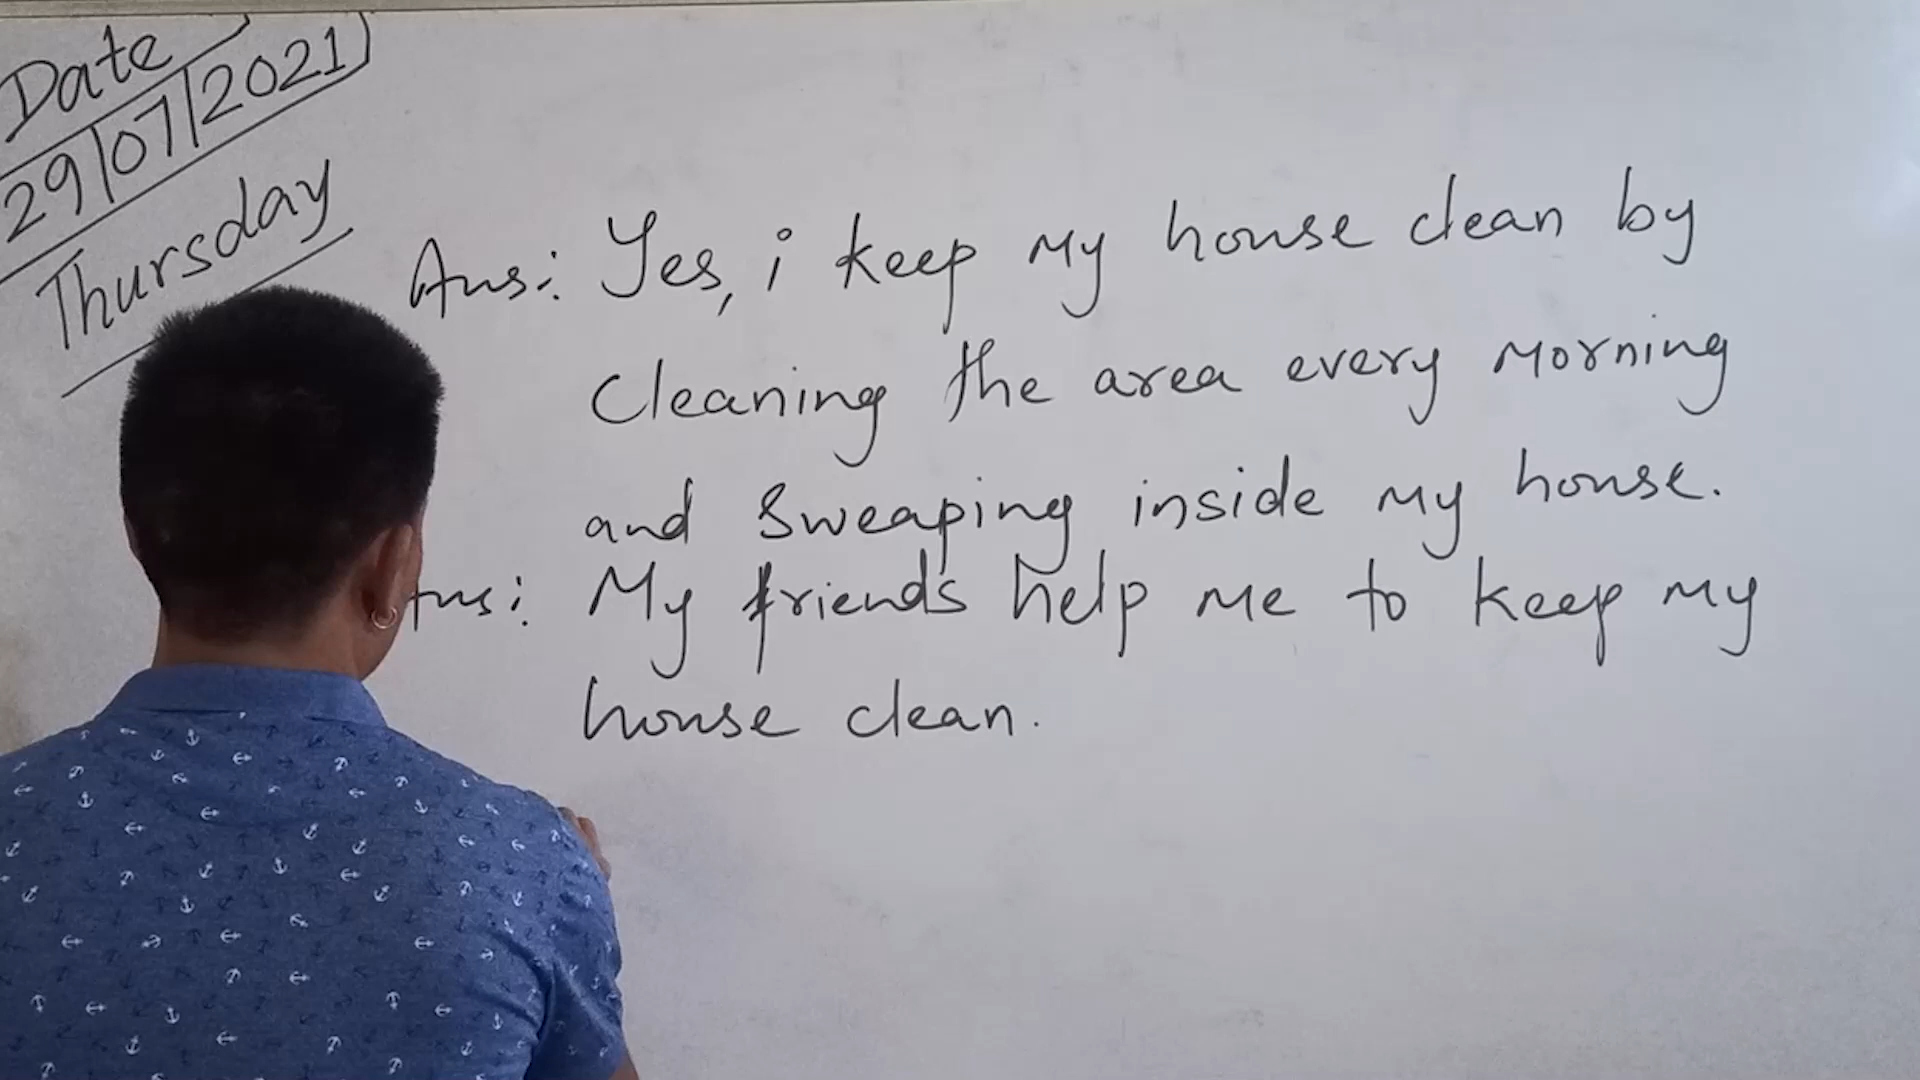 Date
29/07/2021
Thursday
Ans: Yes, i keep my house clean by
Cleaning the area every morning
and Sweaping inside my house.
Ans: My friends help me to keep my
house clean.